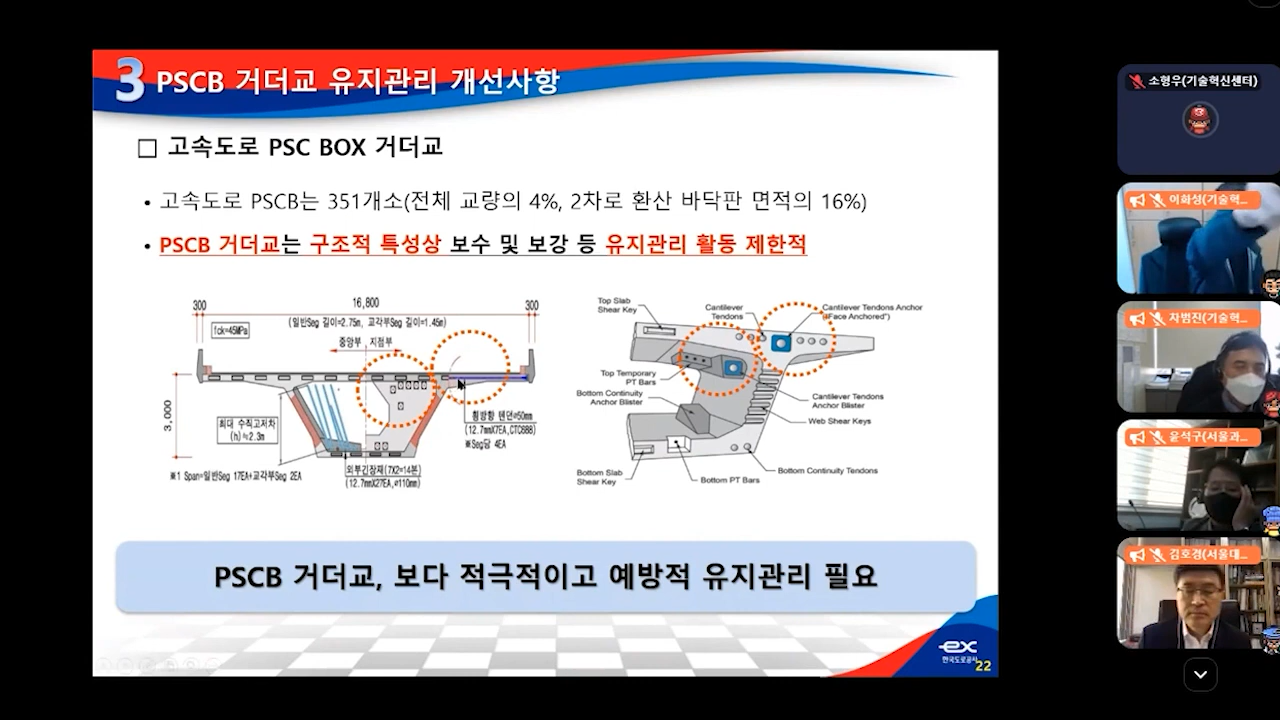 3 PSCB 거더교 유지관리 개선사항
□ 고속도로 PSC BOX 거더교
• 고속도로 PSCB는 351개소(전체 교량의 4%, 2차로 환산 바닥판 면적의 16%)
• PSCB 거더교는 구조적 특성상 보수 및 보강 등 유지관리 활동 제한적
300
16,800
300
fck=45MPa
(일반Seg 길이=2.75m, 교각부Seg 길이=1.45m)
중앙부
지점부
3,000
최대 수직고저차
(h)≒2.3m
횡방향 텐던=50mm
(12.7mmX7EA,CTC688)
※Seg당 4EA
※1 Span=일반Seg 17EA+교각부Seg 2EA
외부긴장재(7X2=14본)
Top Slab
Shear Key
Cantilever
Tendons
Cantilever Tendons Anchor
("Face Anchored")
Top Temporary
PT Bars
Bottom Continuity
Anchor Blister
Cantilever Tendons
Anchor Blister
Web Shear Keys
Bottom Slab
Shear Key
Bottom PT Bars
Bottom Continuity Tendons
PSCB 거더교, 보다 적극적이고 예방적 유지관리 필요
ex
한국도로공사
22
소형우(기술혁신센터)
이화성(기술혁...
차범진(기술혁...
윤석구(서울과...
김호경(서울대...